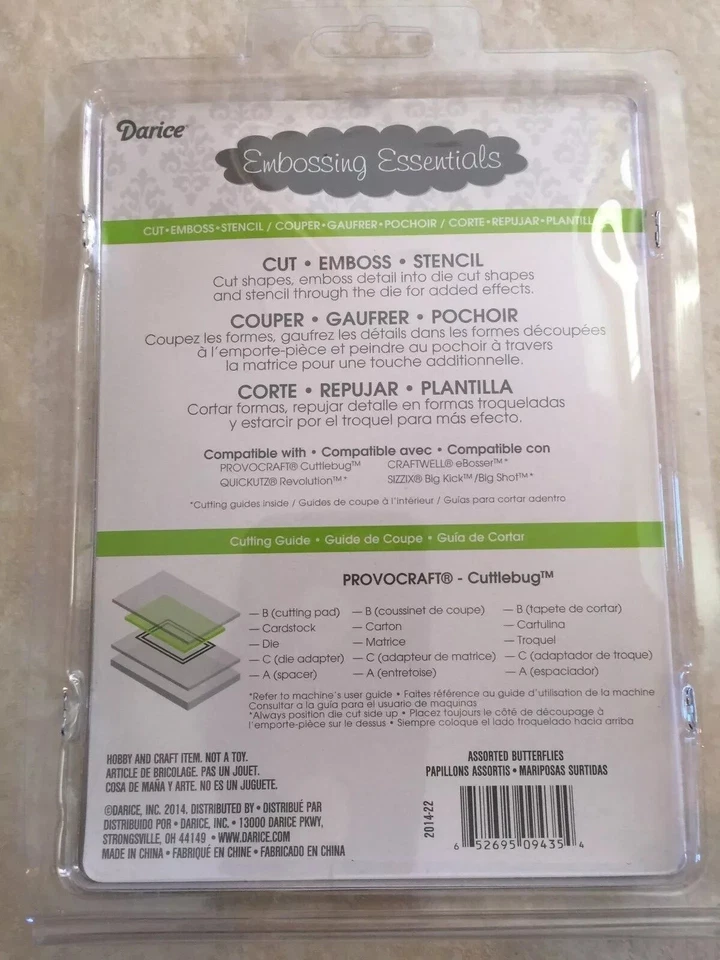 Darice®
Embossing Essentials
CUT•EMBOSS•STENCIL / COUPER•GAUFRER•POCHOIR / CORTE•REPUJAR•PLANTILL
CUT • EMBOSS • STENCIL
Cut shapes, emboss detail into die cut shapes
and stencil through the die for added effects.
COUPER • GAUFRER • POCHOIR
Coupez les formes, gaufrez les détails dans les formes découpées
à l'emporte-pièce et peindre au pochoir à travers
la matrice pour une touche additionnelle.
CORTE • REPUJAR • PLANTILLA
Cortar formas, repujar detalle en formas troqueladas
y estarcir por el troquel para más efecto.
Compatible with • Compatible avec • Compatible con
PROVOCRAFT® Cuttlebug™ CRAFTWELL® eBosser™*
QUICKUTZ® Revolution™* SIZZIX® Big Kick™/Big Shot™*
*Cutting guides inside / Guides de coupe à l'intérieur / Guías para cortar adentro
Cutting Guide • Guide de Coupe • Guía de Cortar
PROVOCRAFT® - Cuttlebug™
— B (cutting pad) — B (coussinet de coupe) — B (tapete de cortar)
— Cardstock — Carton — Cartulina
— Die — Matrice — Troquel
— C (die adapter) — C (adapteur de matrice) — C (adaptador de troque)
— A (spacer) — A (entretoise) — A (espaciador)
*Refer to machine's user guide • Faites référence au guide d'utilisation de la machine
Consultar a la guía para el usuario de maquinas
*Always position die cut side up • Placez toujours le côté de découpage à
l'emporte-pièce sur le dessus • Siempre coloque el lado troquelado hacia arriba
HOBBY AND CRAFT ITEM. NOT A TOY.
ARTICLE DE BRICOLAGE. PAS UN JOUET.
COSA DE MAÑA Y ARTE. NO ES UN JUGUETE.
©DARICE, INC. 2014. DISTRIBUTED BY • DISTRIBUÉ PAR
DISTRIBUIDO POR • DARICE, INC. • 13000 DARICE PKWY,
STRONGSVILLE, OH 44149 • WWW.DARICE.COM
MADE IN CHINA • FABRIQUÉ EN CHINE • FABRICADO EN CHINA
ASSORTED BUTTERFLIES
PAPILLONS ASSORTIS • MARIPOSAS SURTIDAS
2014-22
6 52695 09435 4